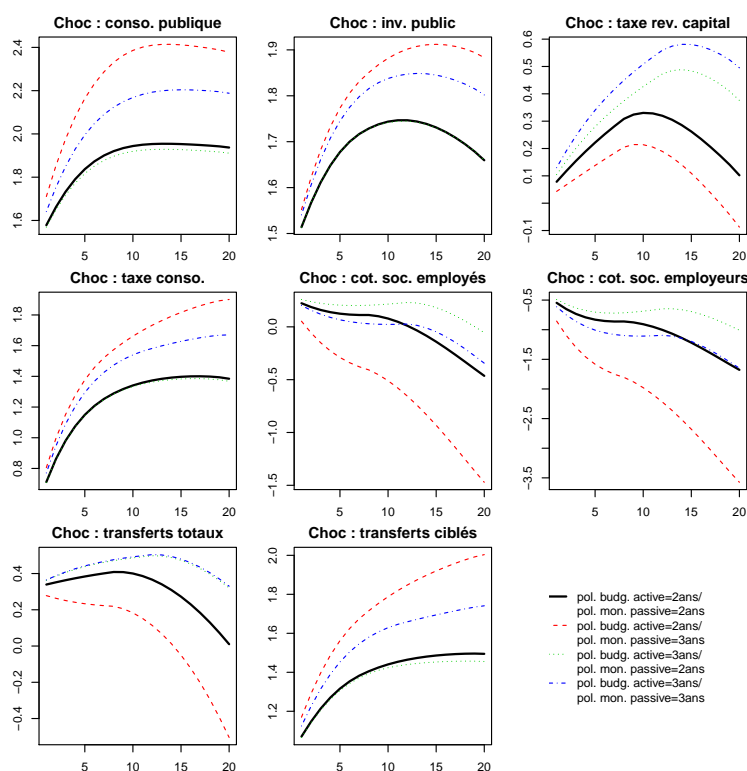 Choc : conso. publique
Choc : inv. public
Choc : taxe rev. capital
2.4
2.2
2.0
1.8
1.6
5 10 15 20
1.9
1.8
1.7
1.6
1.5
5 10 15 20
0.6
0.5
0.4
0.3
0.2
0.1
−0.1
5 10 15 20
Choc : taxe conso.
Choc : cot. soc. employés
Choc : cot. soc. employeurs
1.8
1.6
1.4
1.2
1.0
0.8
5 10 15 20
0.0
−0.5
−1.0
−1.5
5 10 15 20
−0.5
−1.5
−2.5
−3.5
5 10 15 20
Choc : transferts totaux
Choc : transferts ciblés
0.4
0.2
0.0
−0.2
−0.4
5 10 15 20
2.0
1.8
1.6
1.4
1.2
5 10 15 20
pol. budg. active=2ans/
pol. mon. passive=2ans
pol. budg. active=2ans/
pol. mon. passive=3ans
pol. budg. active=3ans/
pol. mon. passive=2ans
pol. budg. active=3ans/
pol. mon. passive=3ans